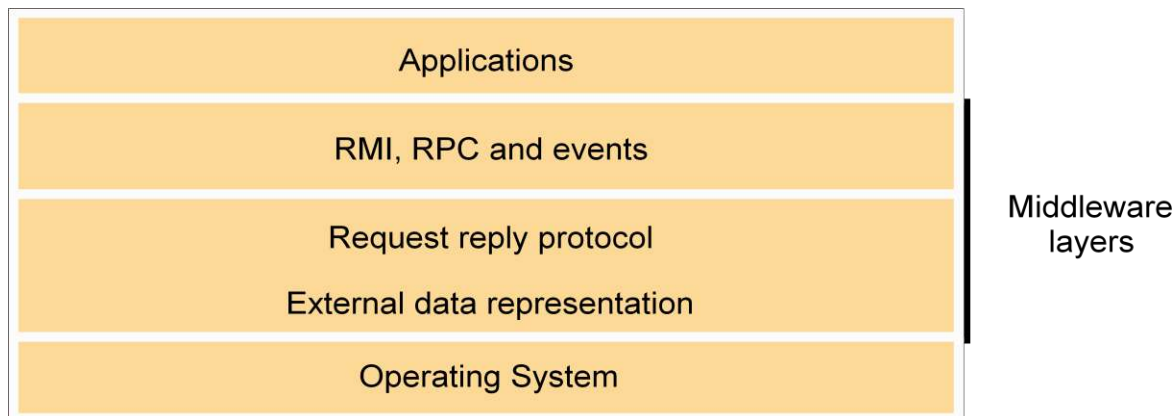 Applications
RMI, RPC and events
Request reply protocol
External data representation
Operating System
Middleware
layers